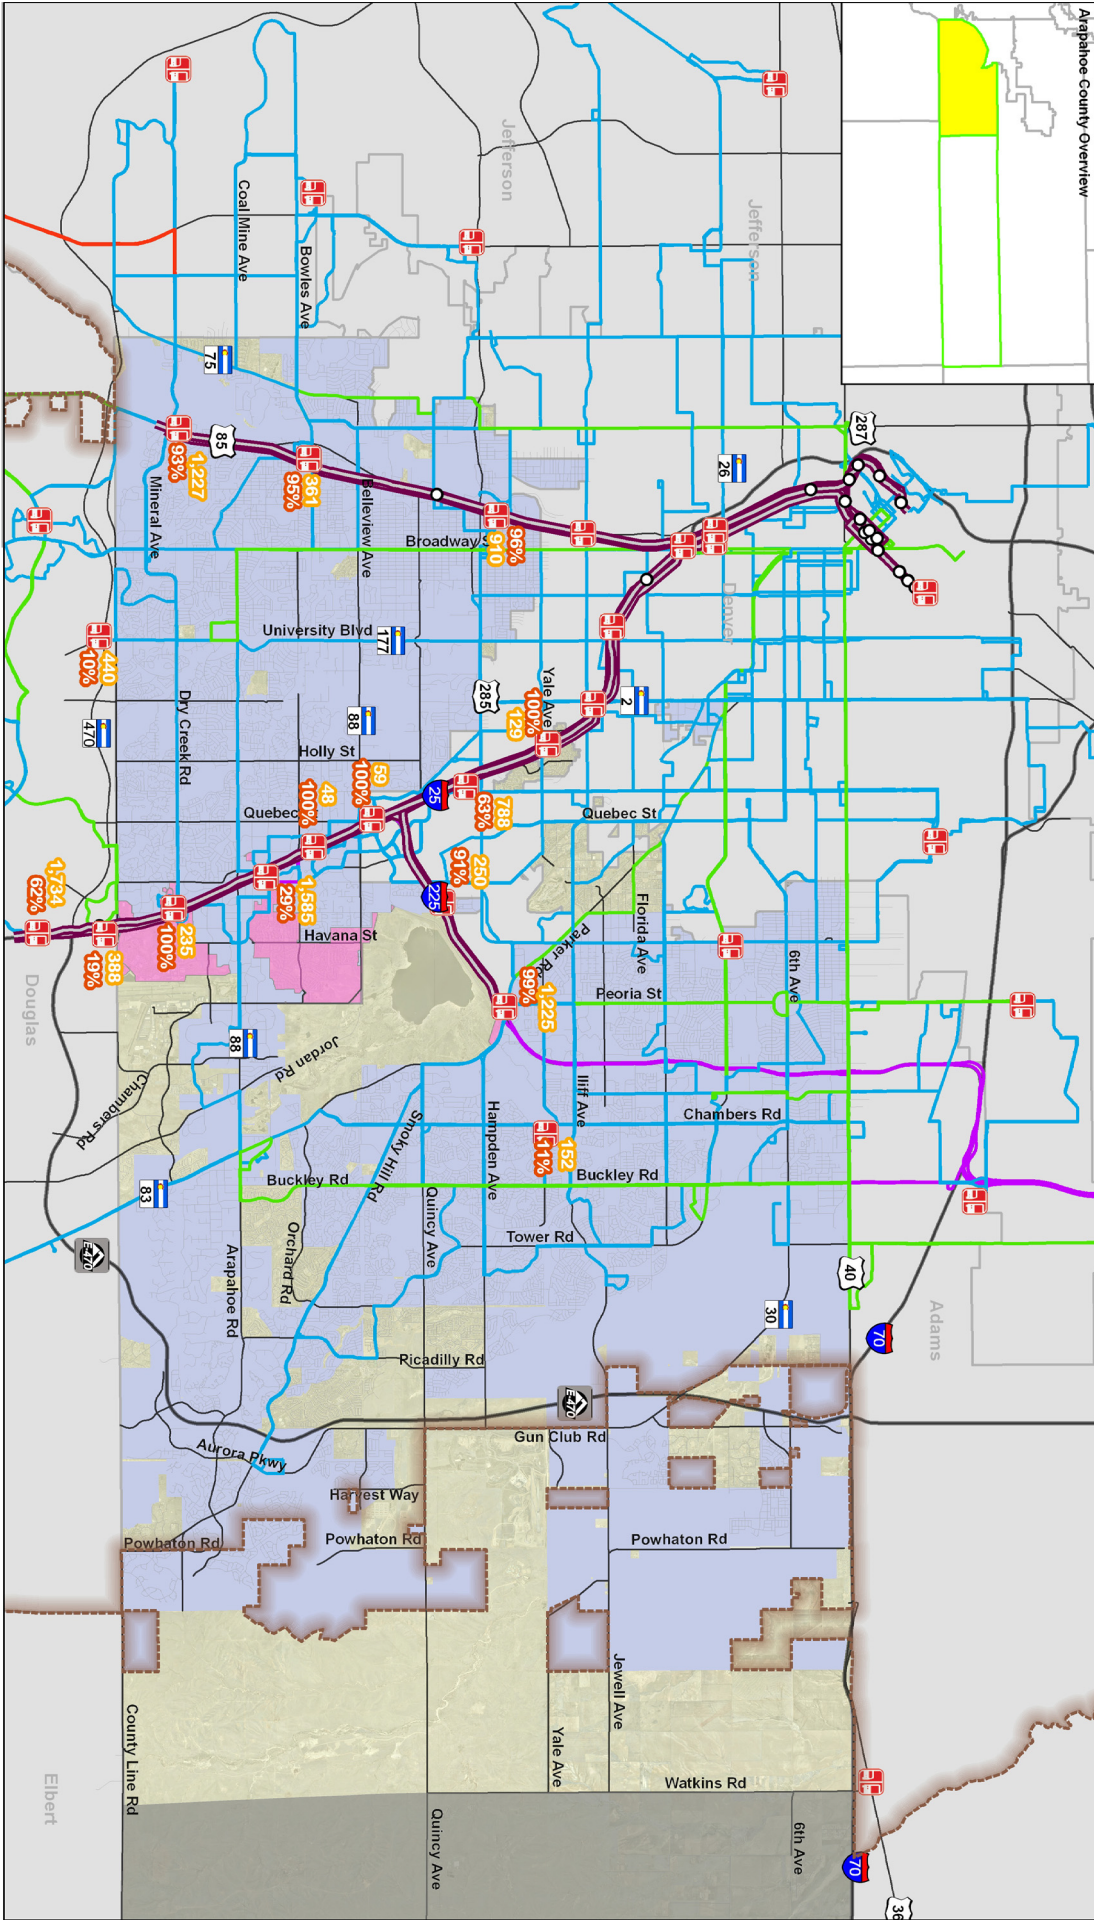 Arapahoe County Overview
Jefferson
Jefferson
Coal Mine Ave
Bowles Ave
75
287
26
85
1,227
93%
361
95%
Mineral Ave
Belleview Ave
Broadway S
96%
910
Denver
University Blvd
177
440
10%
285
2
Yale Ave
100%
129
470
Dry Creek Rd
88
Holly St
59
100%
48
100%
25
788
63%
Quebec
Quebec St
250
91%
225
1,734
62%
1,585
29%
235
100%
388
19%
Havana St
Florida Ave
Parker Rd
6th Ave
Peoria St
1,225
99%
Douglas
88
Jordan Rd
Chambers Rd
Smoky Hill Rd
Hampden Ave
Iliff Ave
Chambers Rd
152
11%
Buckley Rd
Buckley Rd
83
Quincy Ave
Orchard Rd
Tower Rd
Arapahoe Rd
E-470
40
30
70
Adams
Picadilly Rd
E-470
Gun Club Rd
Aurora Pkwy
Harvest Way
Powhaton Rd
Powhaton Rd
Powhaton Rd
Jewell Ave
County Line Rd
Yale Ave
Watkins Rd
Elbert
Quincy Ave
6th Ave
70
36